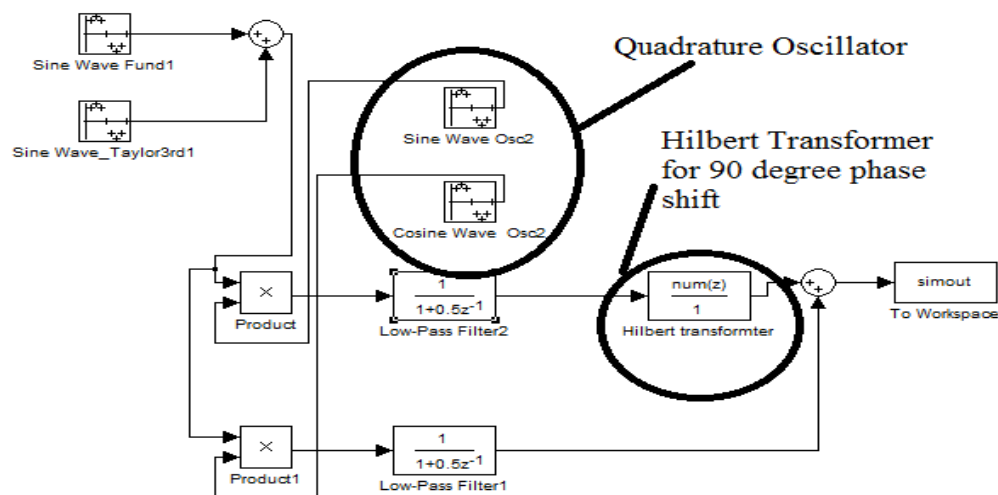 Sine Wave Fund1
Sine Wave_Taylor3rd1
Quadrature Oscillator
Sine Wave Osc2
Cosine Wave Osc2
Hilbert Transformer
for 90 degree phase
shift
×
Product
1
1+0.5z-1
Low-Pass Filter2
num(z)
1
Hilbert transformter
simout
To Workspace
×
Product1
1
1+0.5z-1
Low-Pass Filter1